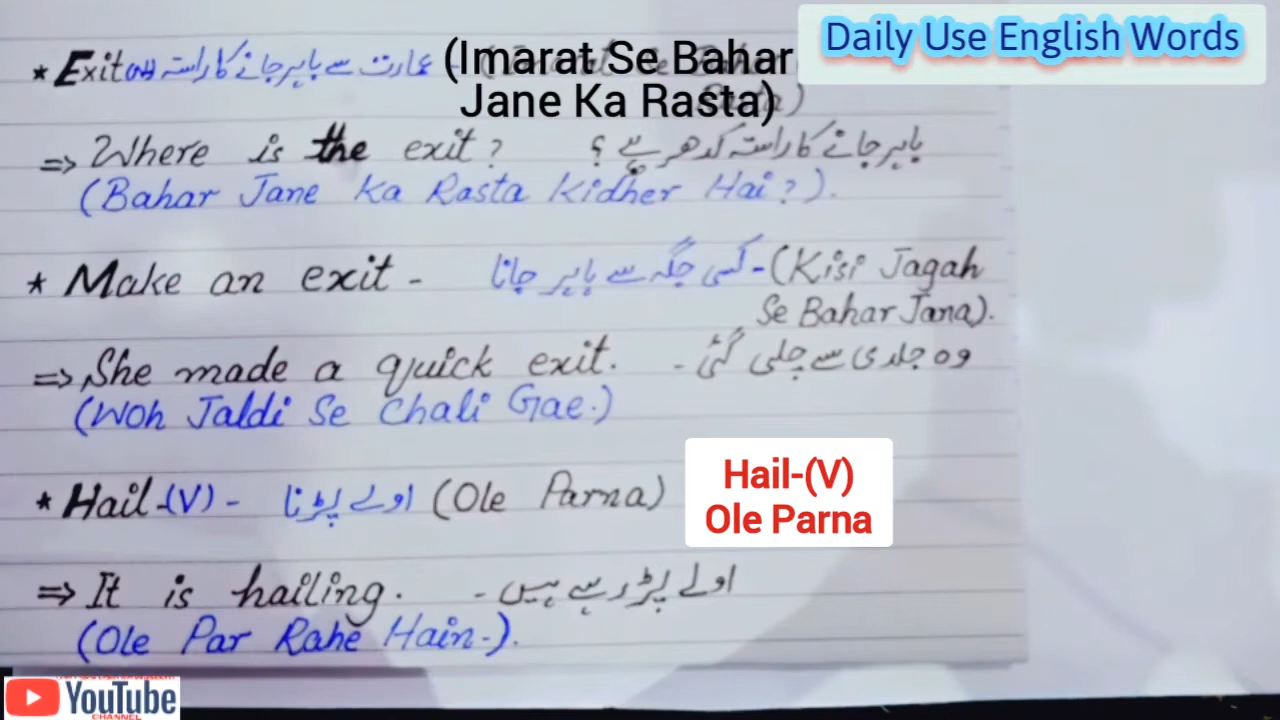 Daily Use English Words
* Exit (N) عمارت سے باہر جانے کا راستہ
(Imarat Se Bahar
Jane Ka Rasta)
⇒ Where is the exit? باہر جانے کا راستہ کدھر ہے ؟
(Bahar Jane Ka Rasta Kidher Hai?).
* Make an exit - کسی جگہ سے باہر جانا - (Kisi Jagah
Se Bahar Jana).
⇒ She made a quick exit. وہ جلدی سے چلی گئی -
(Woh Jaldi Se Chali Gae.)
* Hail-(V) - اولے پڑنا (Ole Parna)
Hail-(V)
Ole Parna
⇒ It is hailing. اولے پڑ رہے ہیں -
(Ole Par Rahe Hain-).
YouTube
CHANNEL